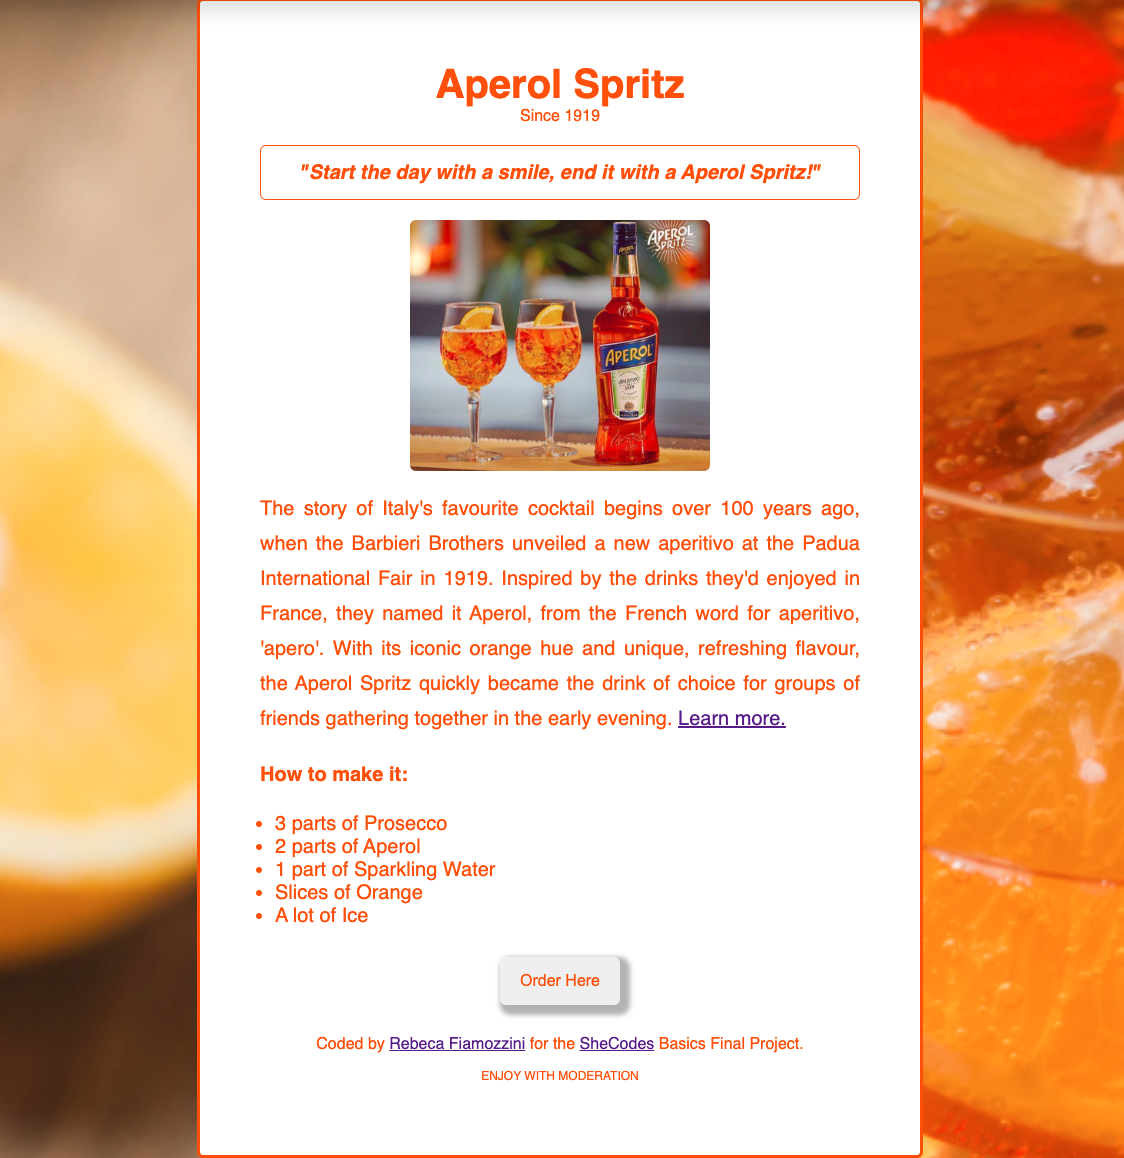 Aperol Spritz
Since 1919
"Start the day with a smile, end it with a Aperol Spritz!"
APEROL
SPRITZ
APEROL
APEROL
APERITIVO
1919
The story of Italy's favourite cocktail begins over 100 years ago,
when the Barbieri Brothers unveiled a new aperitivo at the Padua
International Fair in 1919. Inspired by the drinks they'd enjoyed in
France, they named it Aperol, from the French word for aperitivo,
'apero'. With its iconic orange hue and unique, refreshing flavour,
the Aperol Spritz quickly became the drink of choice for groups of
friends gathering together in the early evening. Learn more.
How to make it:
• 3 parts of Prosecco
• 2 parts of Aperol
• 1 part of Sparkling Water
• Slices of Orange
• A lot of Ice
Order Here
Coded by Rebeca Fiamozzini for the SheCodes Basics Final Project.
ENJOY WITH MODERATION